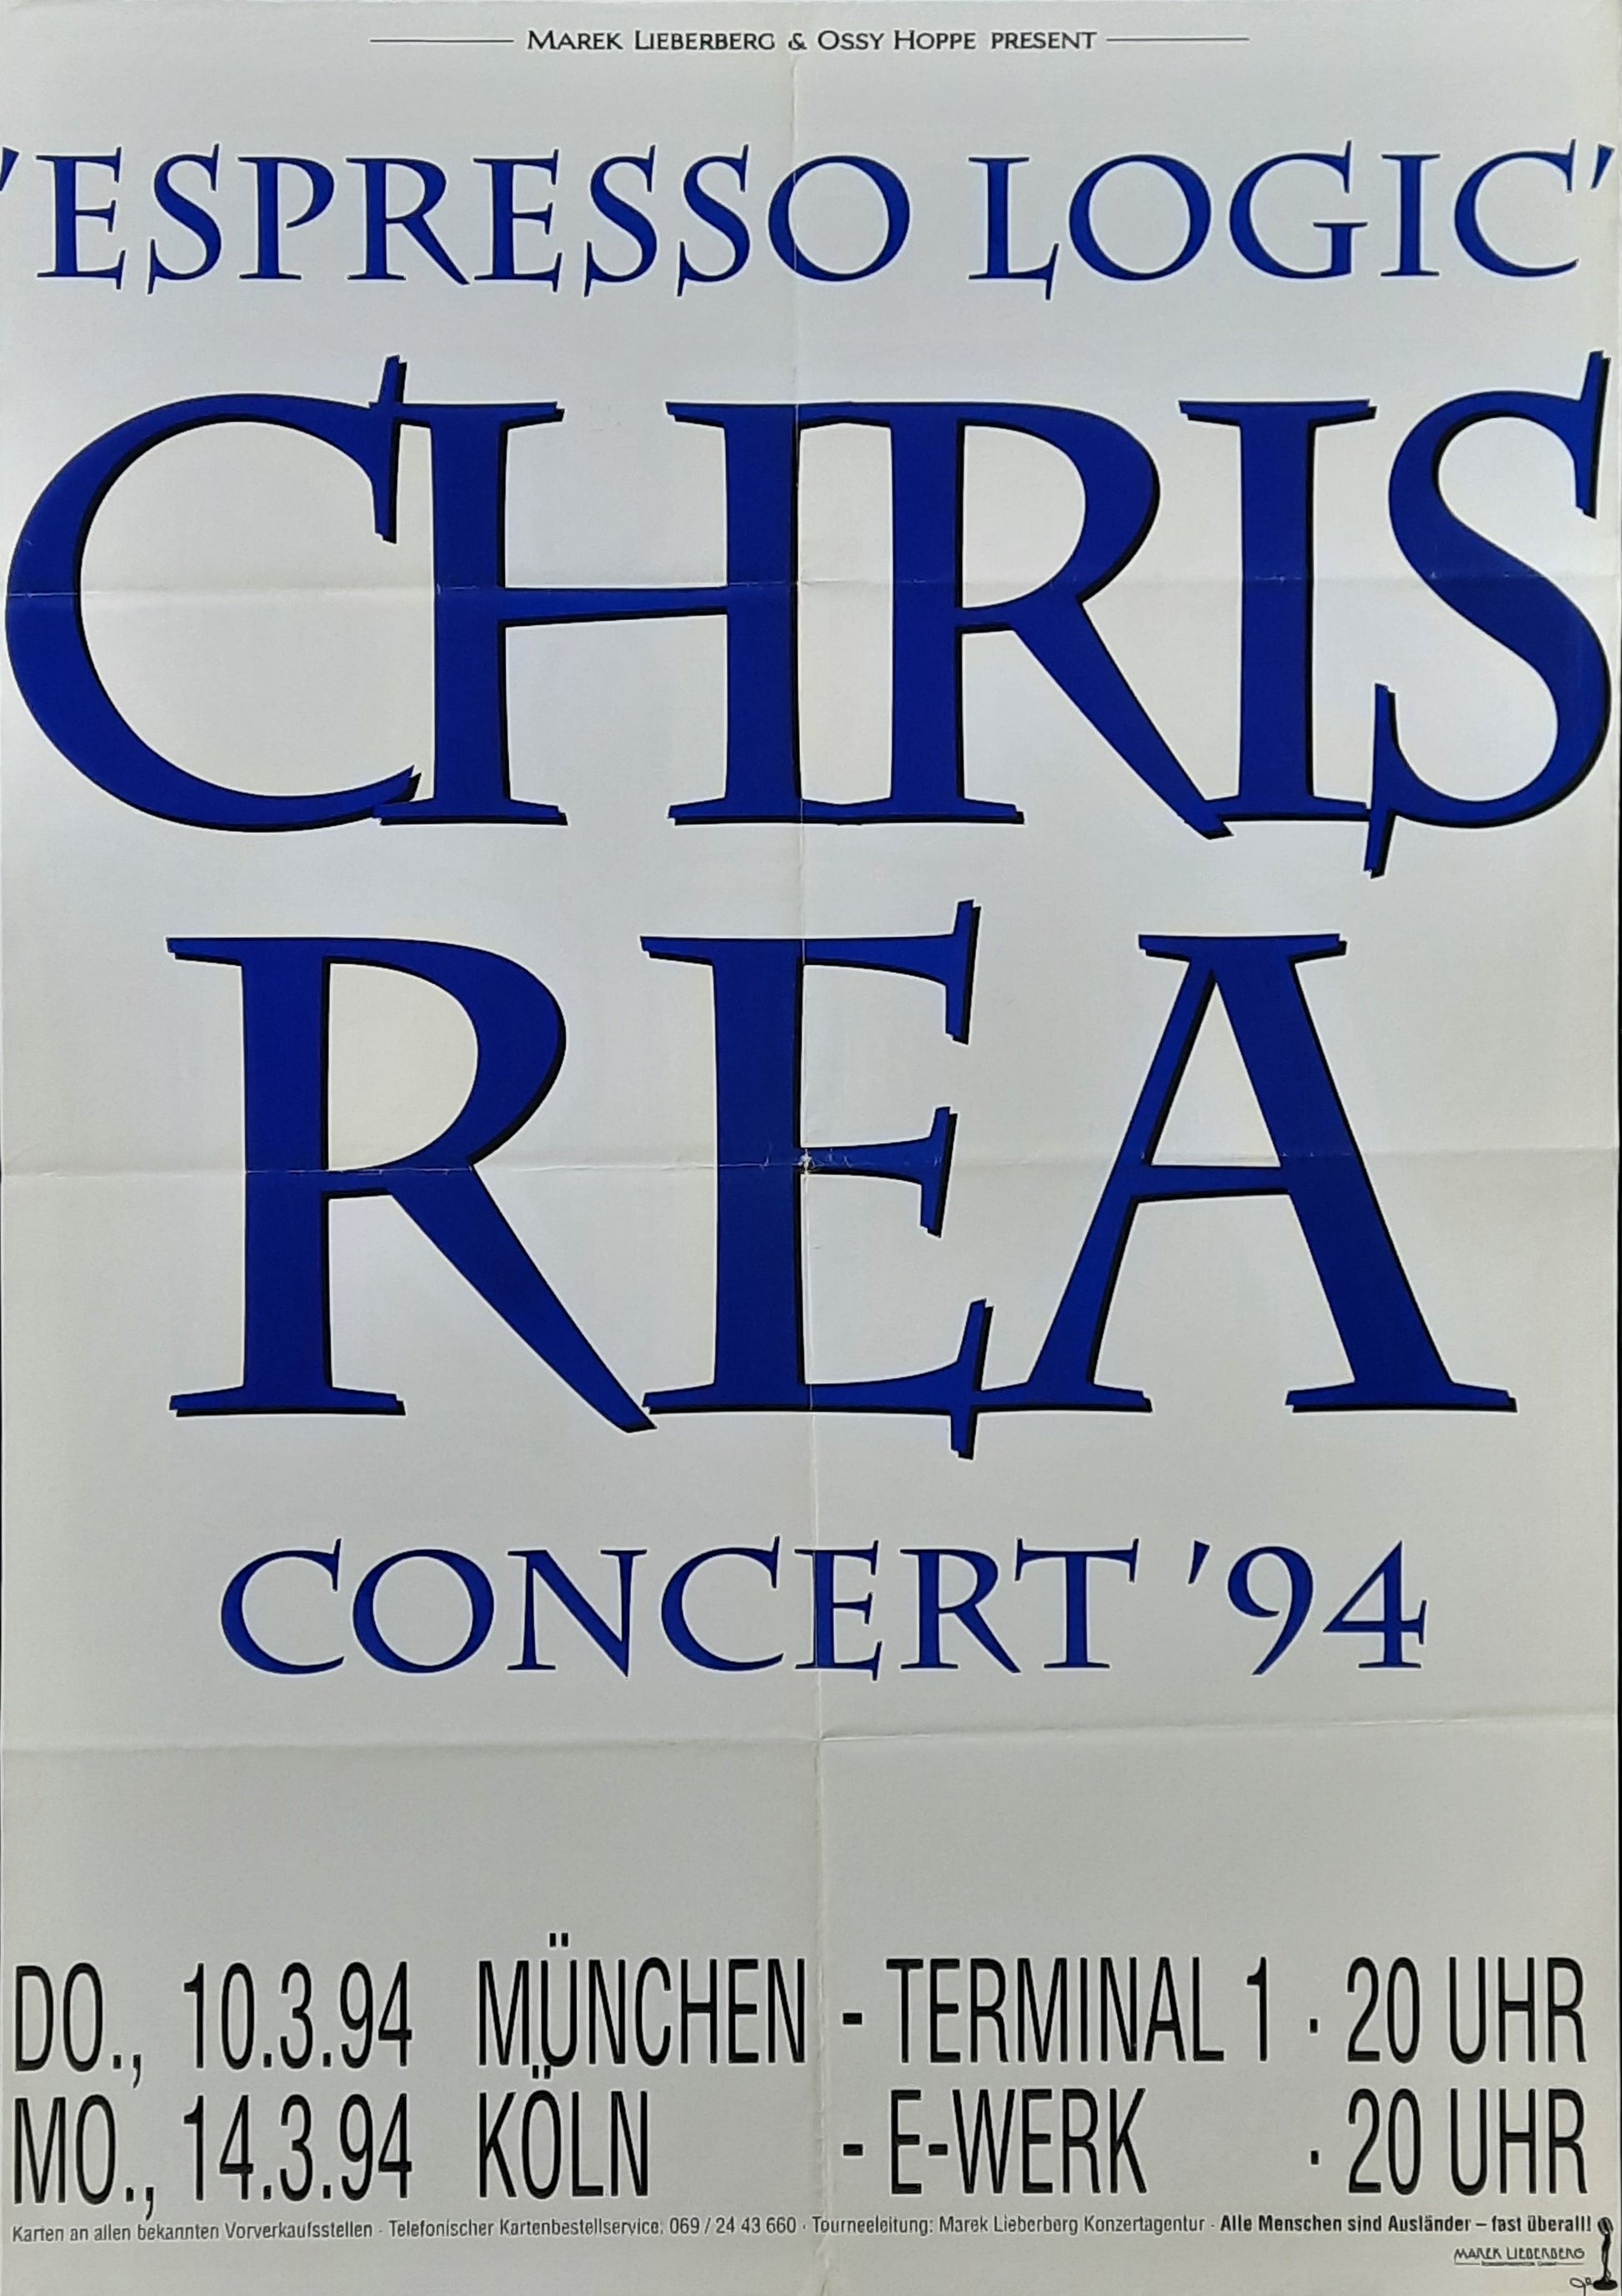 MAREK LIEBERBERG & OSSY HOPPE PRESENT
'ESPRESSO LOGIC'
CHRIS
REA
CONCERT '94
DO., 10.3.94 MÜNCHEN - TERMINAL 1 · 20 UHR
MO., 14.3.94 KÖLN - E-WERK · 20 UHR
Karten an allen bekannten Vorverkaufsstellen · Telefonischer Kartenbestellservice: 069 / 24 43 660 · Tourneeleitung: Marek Lieberberg Konzertagentur · Alle Menschen sind Ausländer – fast überall!
MAREK LIEBERBERG